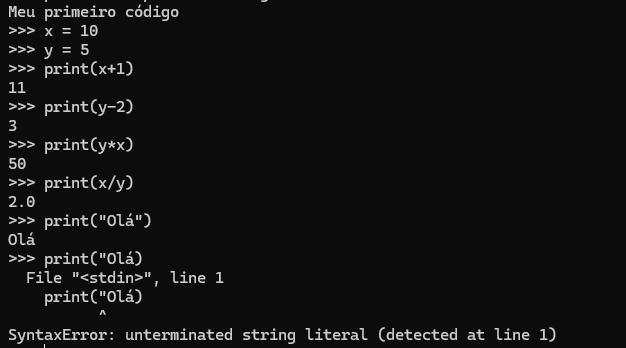 Meu primeiro código
>>> x = 10
>>> y = 5
>>> print(x+1)
11
>>> print(y-2)
3
>>> print(y*x)
50
>>> print(x/y)
2.0
>>> print("Olá")
Olá
>>> print("Olá)
  File "<stdin>", line 1
    print("Olá)
          ^
SyntaxError: unterminated string literal (detected at line 1)